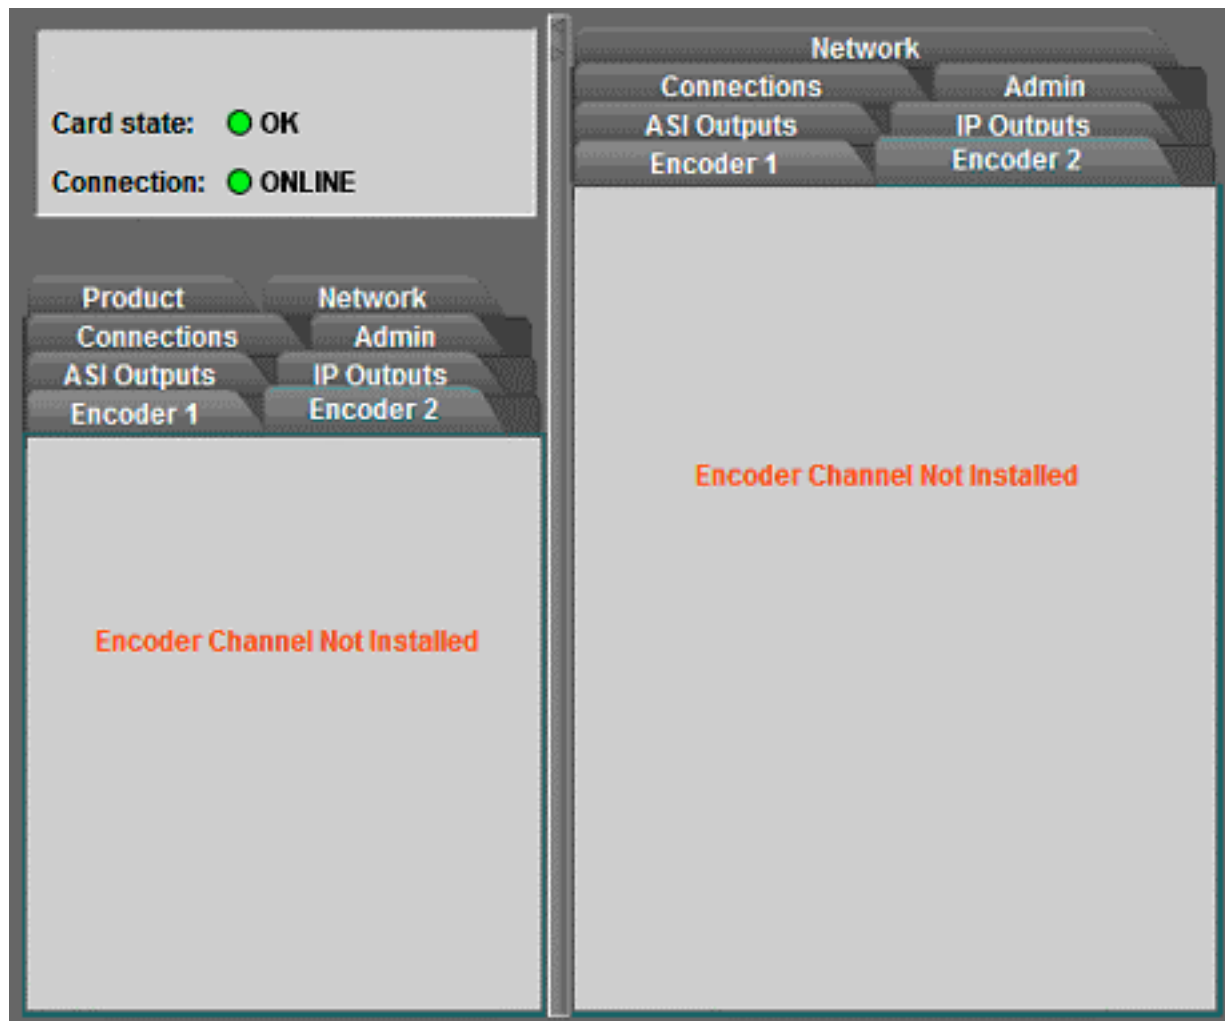 Card state: OK
Connection: ONLINE
Product Network
Connections Admin
ASI Outputs IP Outputs
Encoder 1 Encoder 2
Encoder Channel Not Installed
Network
Connections Admin
ASI Outputs IP Outputs
Encoder 1 Encoder 2
Encoder Channel Not Installed